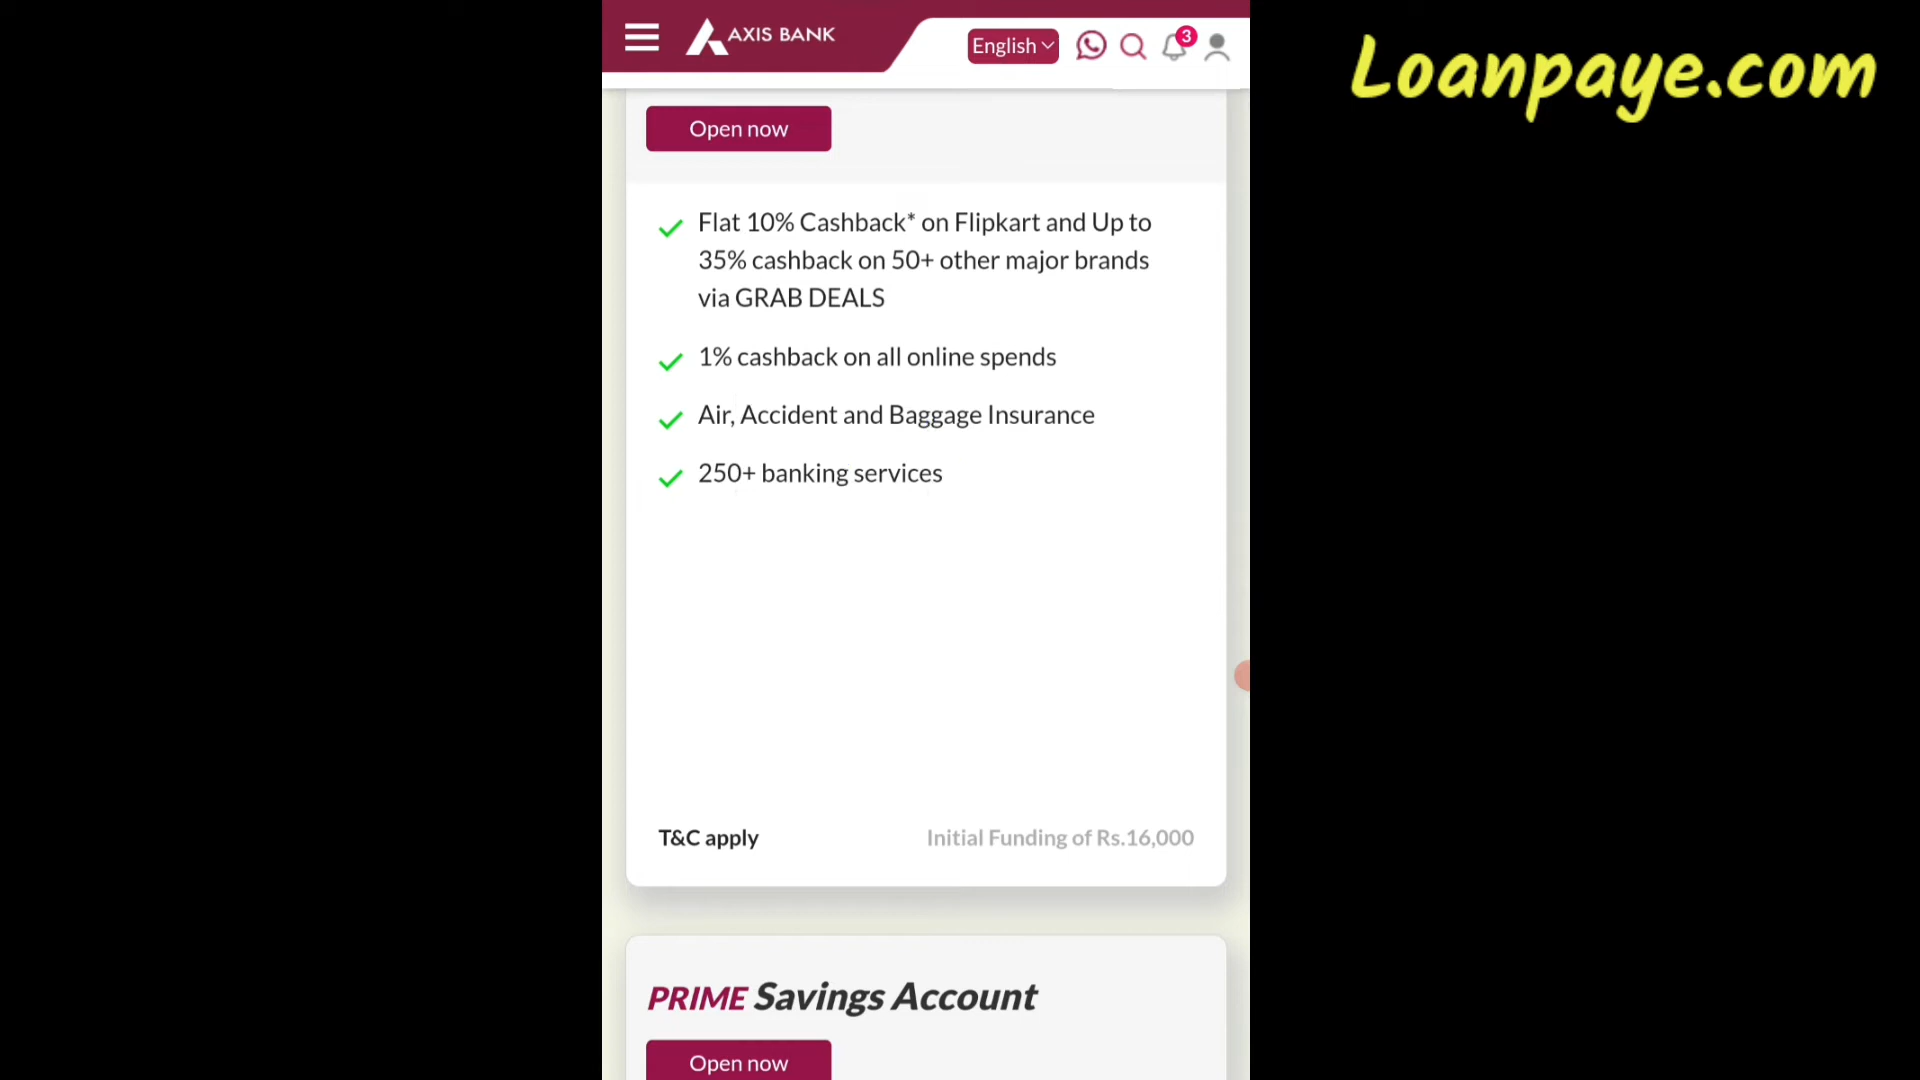 AXIS BANK
English
3
Loanpaye.com
Open now
Flat 10% Cashback* on Flipkart and Up to
35% cashback on 50+ other major brands
via GRAB DEALS
1% cashback on all online spends
Air, Accident and Baggage Insurance
250+ banking services
T&C apply
Initial Funding of Rs.16,000
PRIME Savings Account
Open now